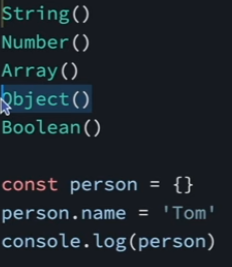 String()
Number()
Array()
Object()
Boolean()
const person = {}
person.name = 'Tom'
console.log(person)